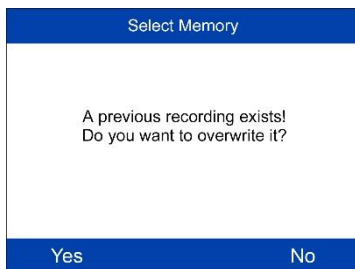 Select Memory
A previous recording exists!
Do you want to overwrite it?
Yes No